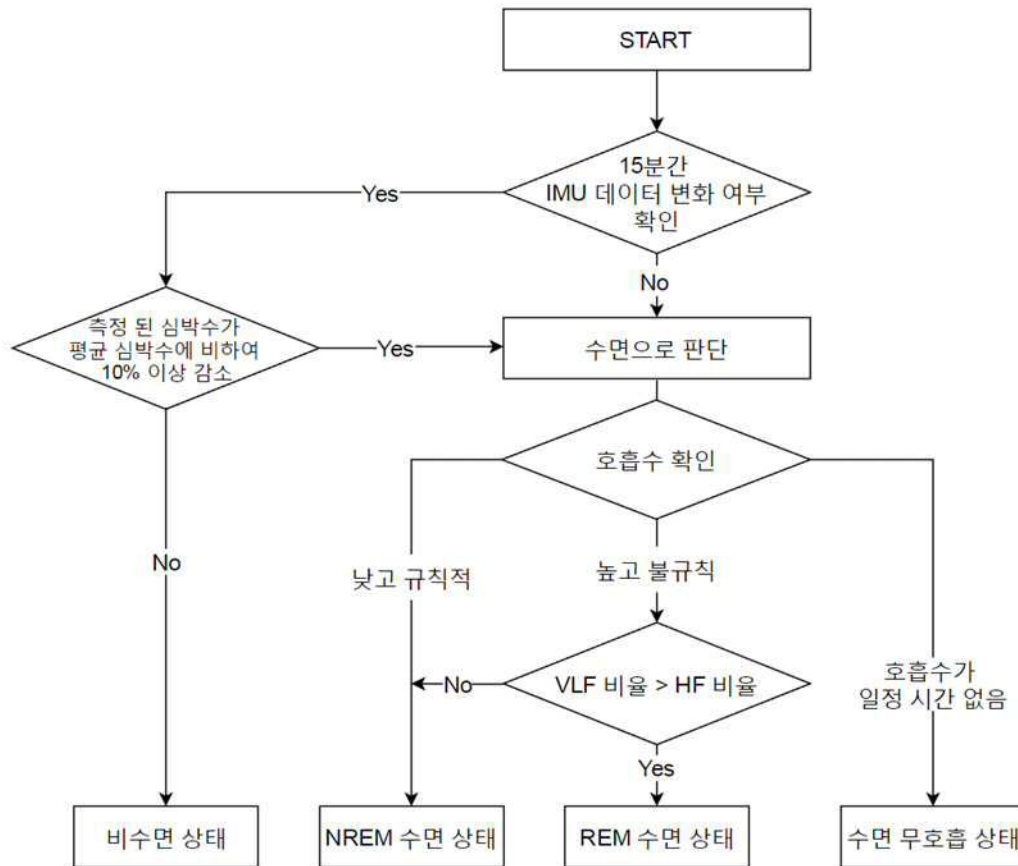 START
15분간
IMU 데이터 변화 여부
확인
Yes
No
측정 된 심박수가
평균 심박수에 비하여
10% 이상 감소
Yes
수면으로 판단
호흡수 확인
No
낮고 규칙적
높고 불규칙
호흡수가
일정 시간 없음
No
VLF 비율 > HF 비율
Yes
비수면 상태
NREM 수면 상태
REM 수면 상태
수면 무호흡 상태